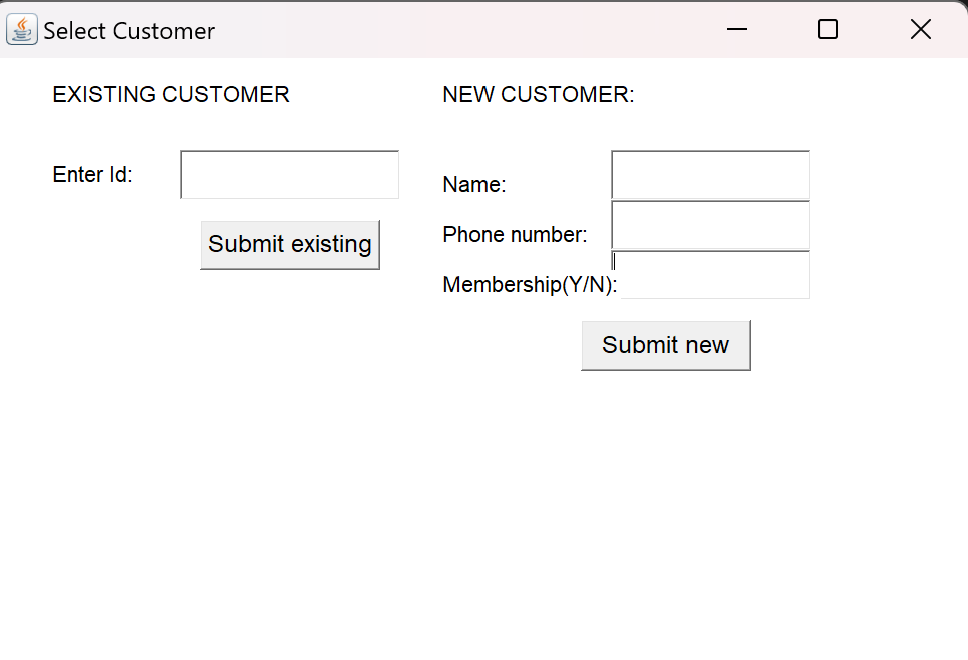 Select Customer
EXISTING CUSTOMER
Enter Id:
Submit existing
NEW CUSTOMER:
Name:
Phone number:
Membership(Y/N):
Submit new